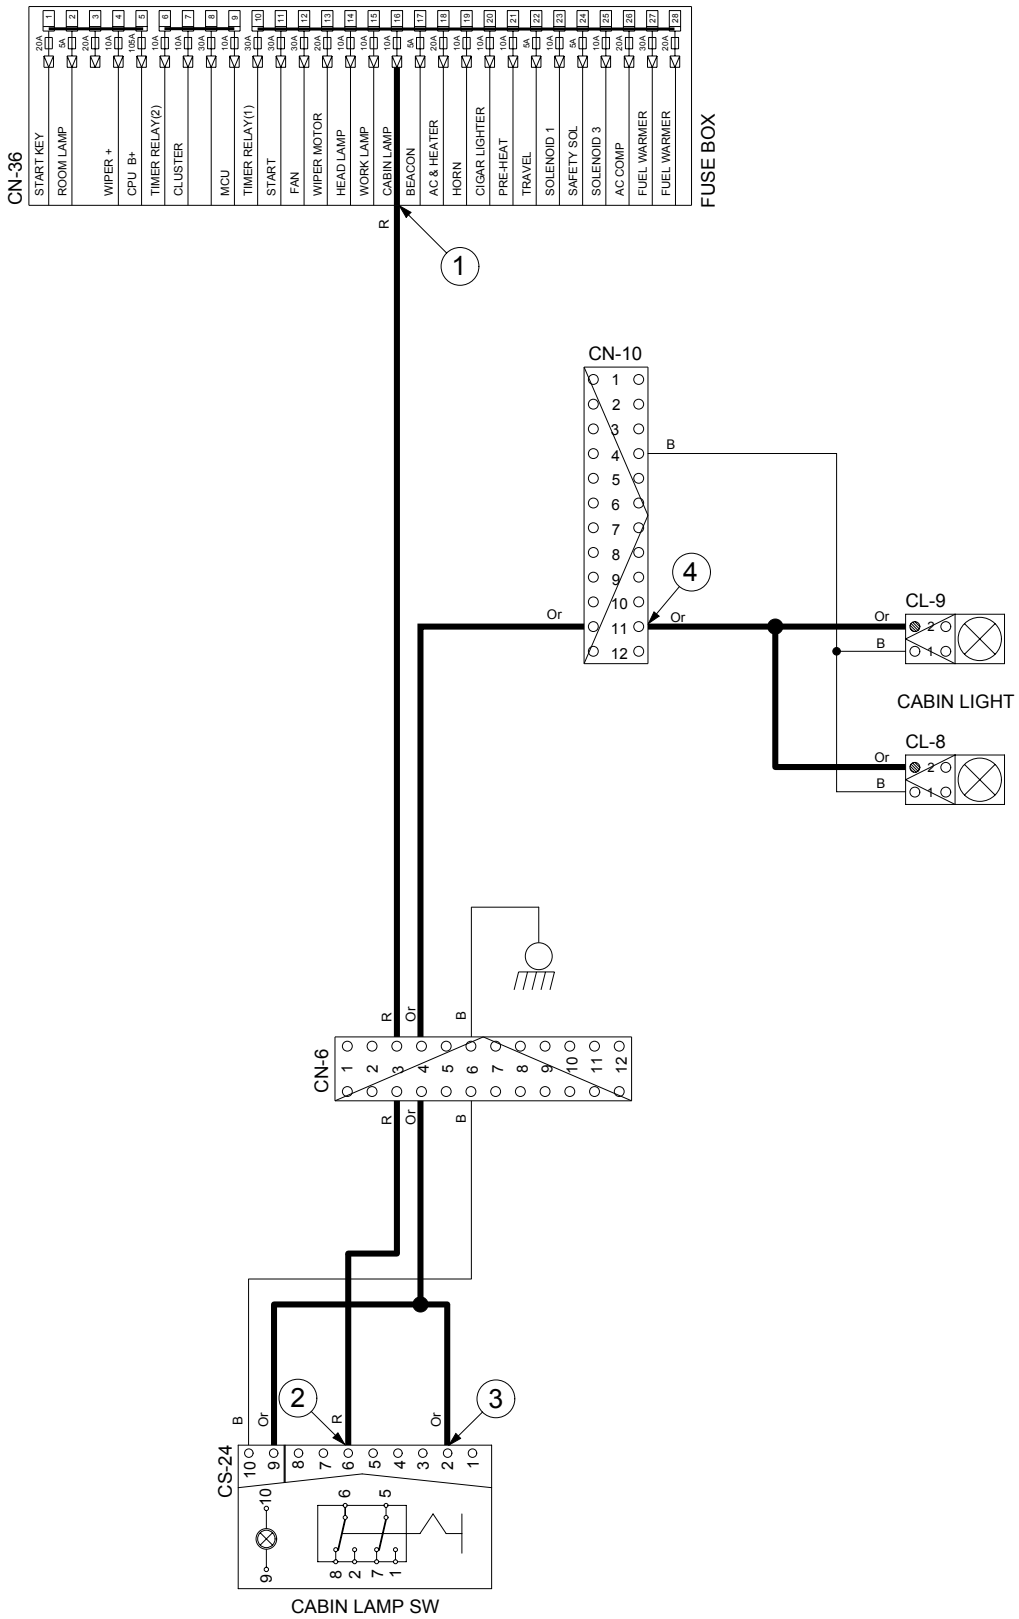 CN-36
1 2 3 4 5 6 7 8 9 10 11 12 13 14 15 16 17 18 19 20 21 22 23 24 25 26 27 28
20A 5A 20A 10A 105A 10A 10A 30A 10A 30A 30A 30A 20A 10A 10A 10A 5A 20A 10A 10A 10A 5A 10A 5A 10A 20A 30A 20A
START KEY
ROOM LAMP
WIPER +
CPU B+
TIMER RELAY(2)
CLUSTER
MCU
TIMER RELAY(1)
START
FAN
WIPER MOTOR
HEAD LAMP
WORK LAMP
CABIN LAMP
BEACON
AC & HEATER
HORN
CIGAR LIGHTER
PRE-HEAT
TRAVEL
SOLENOID 1
SAFETY SOL
SOLENOID 3
AC COMP
FUEL WARMER
FUEL WARMER
FUSE BOX
R
1
CN-10
1
2
3
4
5
6
7
8
9
10
11
12
B
4
Or
Or
CL-9
Or
2
B
1
CABIN LIGHT
CL-8
Or
2
B
1
R Or B
CN-6
1 2 3 4 5 6 7 8 9 10 11 12
R Or B
2
3
B Or R Or
CS-24
10 9 8 7 6 5 4 3 2 1
10
9
6 5
8 2 7 1
CABIN LAMP SW